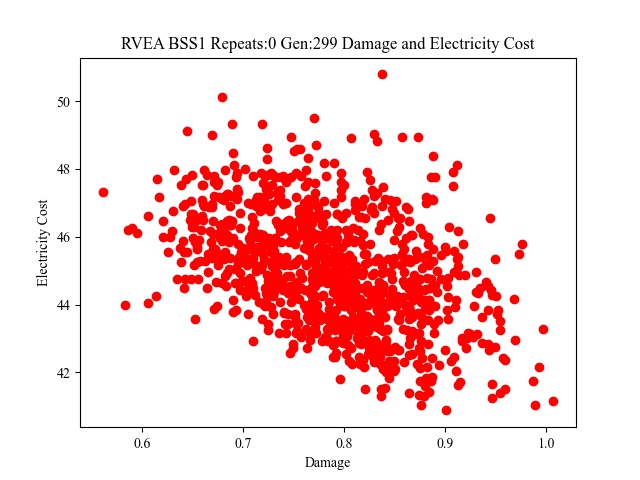 RVEA BSS1 Repeats:0 Gen:299 Damage and Electricity Cost
50
48
46
44
42
Electricity Cost
0.6 0.7 0.8 0.9 1.0
Damage